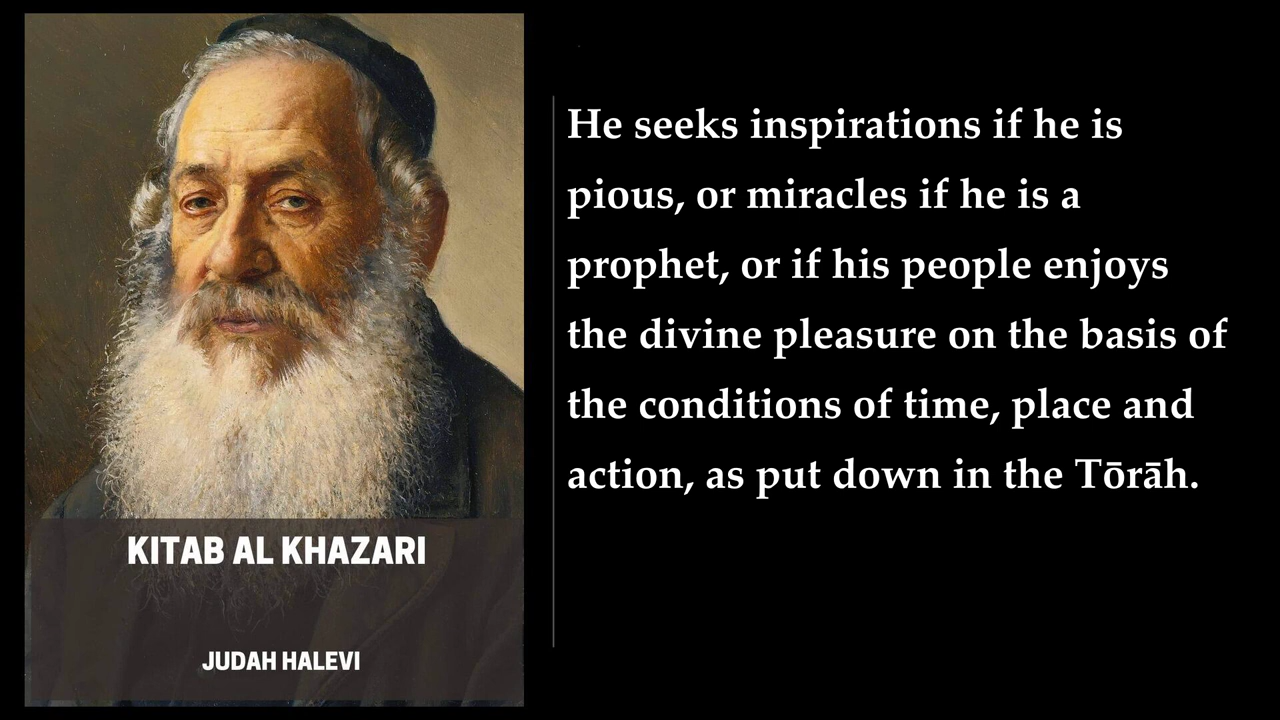 He seeks inspirations if he is
pious, or miracles if he is a
prophet, or if his people enjoys
the divine pleasure on the basis of
the conditions of time, place and
action, as put down in the Tōrāh.
KITAB AL KHAZARI
JUDAH HALEVI